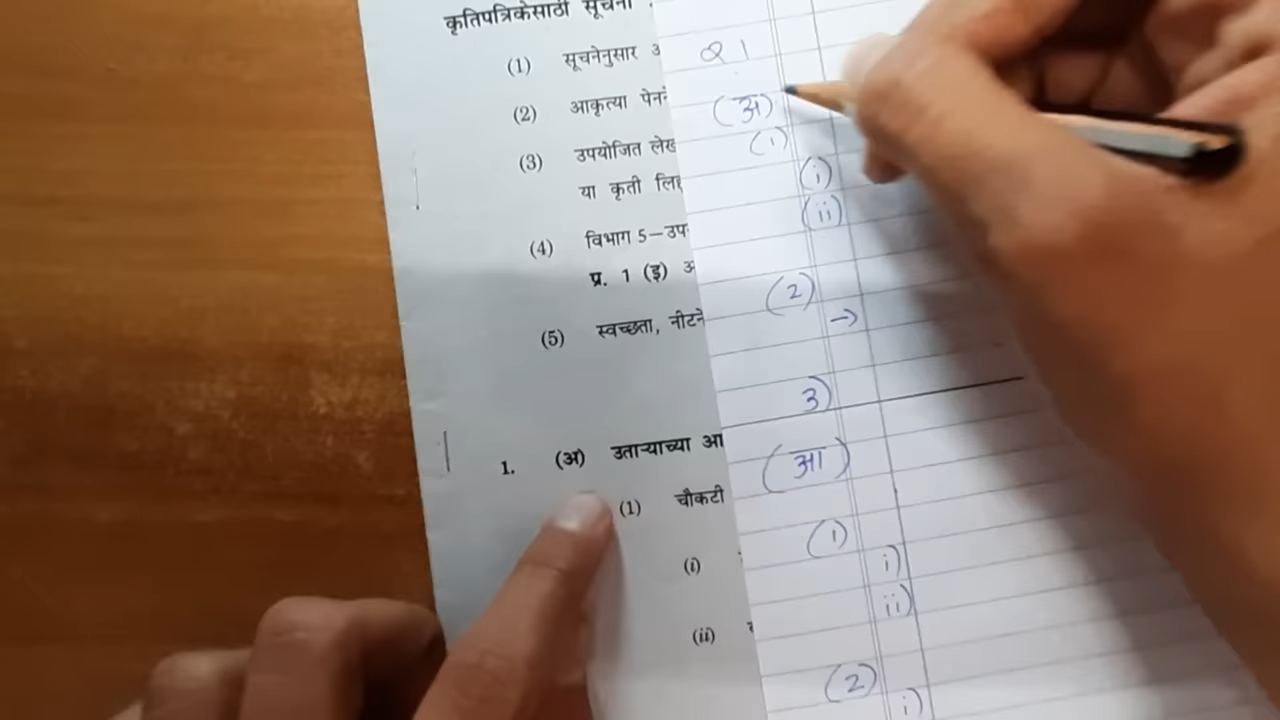 कृतिपत्रिकेसाठी सूचना :
(1) सूचनेनुसार
(2) आकृत्या पेनने
(3) उपयोजित
या कृती
(4) विभाग 5–उप
प्र. 1 (इ)
(5) स्वच्छता,
1. (अ) उताऱ्याच्या
(1) चौकटी
(i)
(ii)
Q1
(अ)
(1)
(i)
(ii)
(2)
→
3)
(आ)
(1)
i)
ii)
(2)
i)